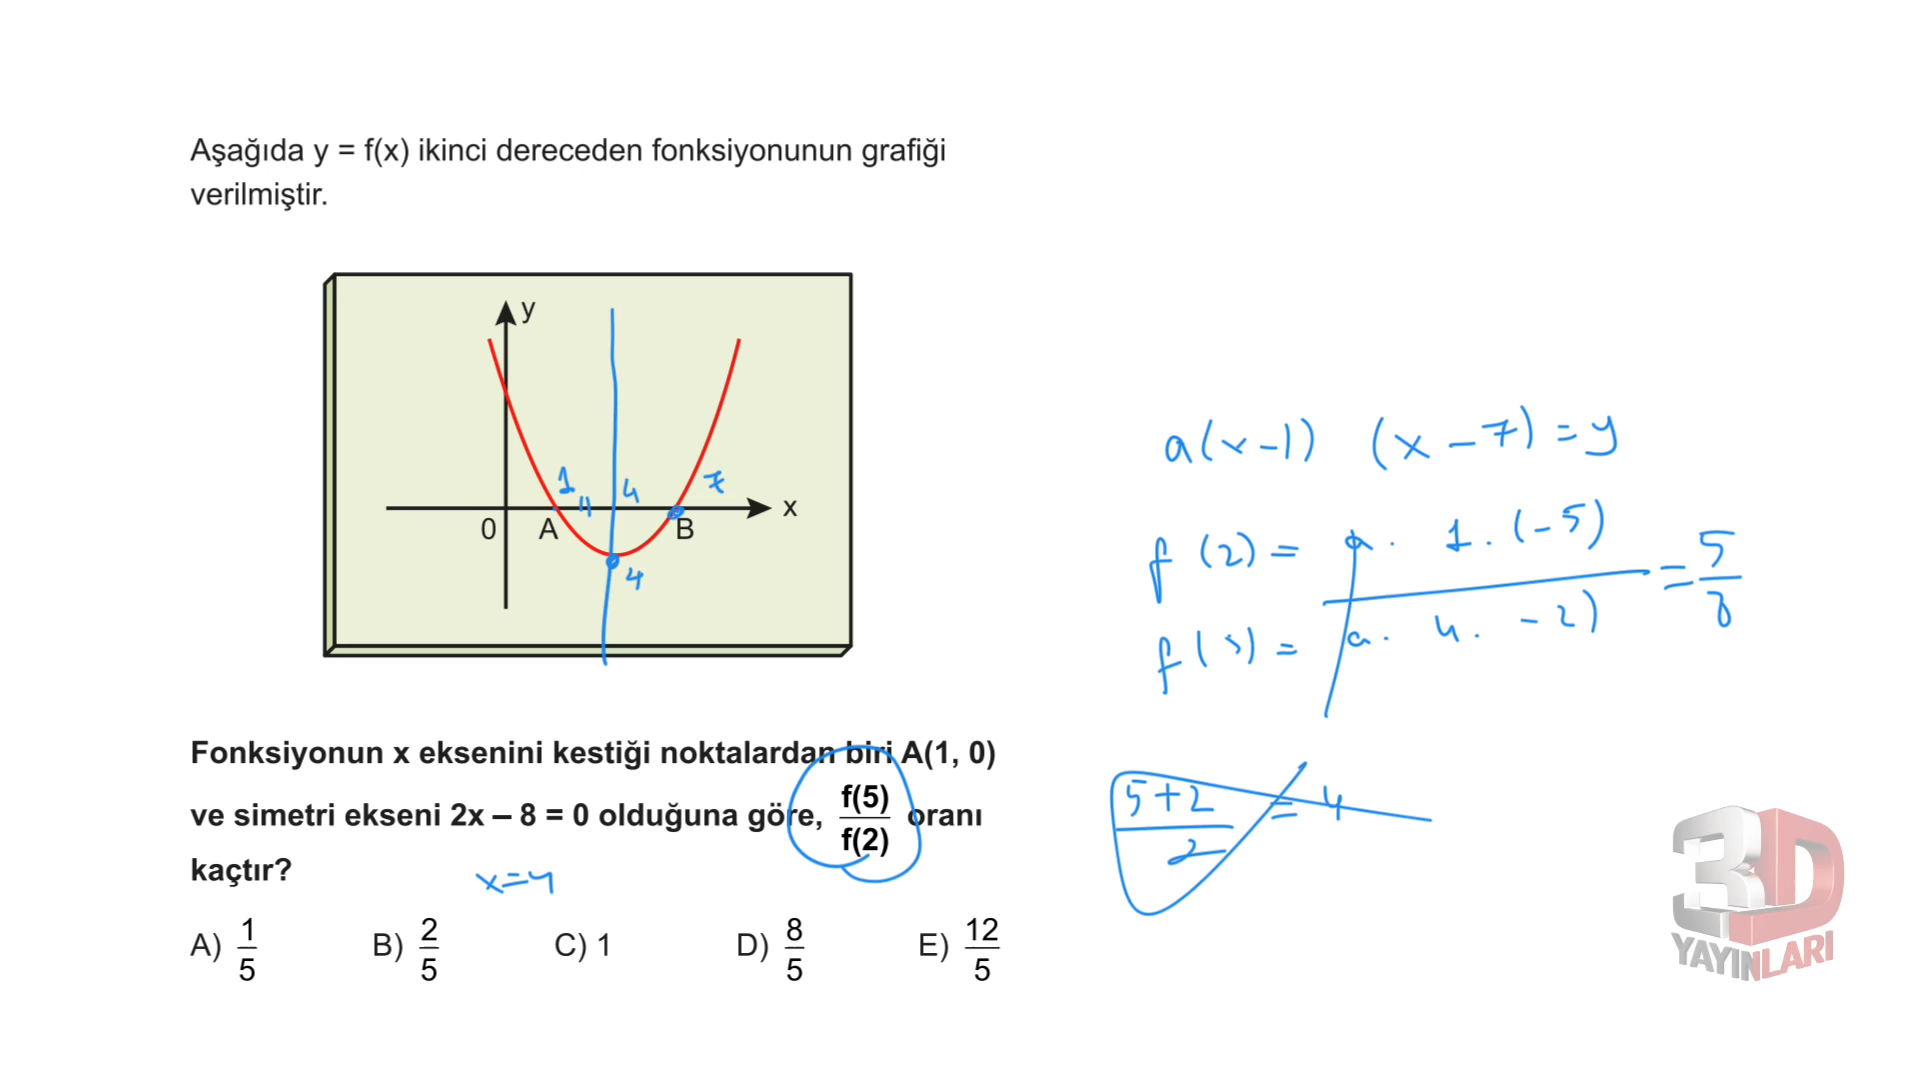 Aşağıda y = f(x) ikinci dereceden fonksiyonunun grafiği
verilmiştir.
y
1 4 7
x
0 A B
4
Fonksiyonun x eksenini kestiği noktalardan biri A(1, 0)
ve simetri ekseni 2x – 8 = 0 olduğuna göre, f(5)/f(2) oranı
kaçtır?
x=4
A) 1/5 B) 2/5 C) 1 D) 8/5 E) 12/5
a(x-1) (x-7)=y
f(2) = a. 1. (-5)
= 5/8
f(5) = a. 4. -2)
5+2/2 = 4
3D
YAYINLARI